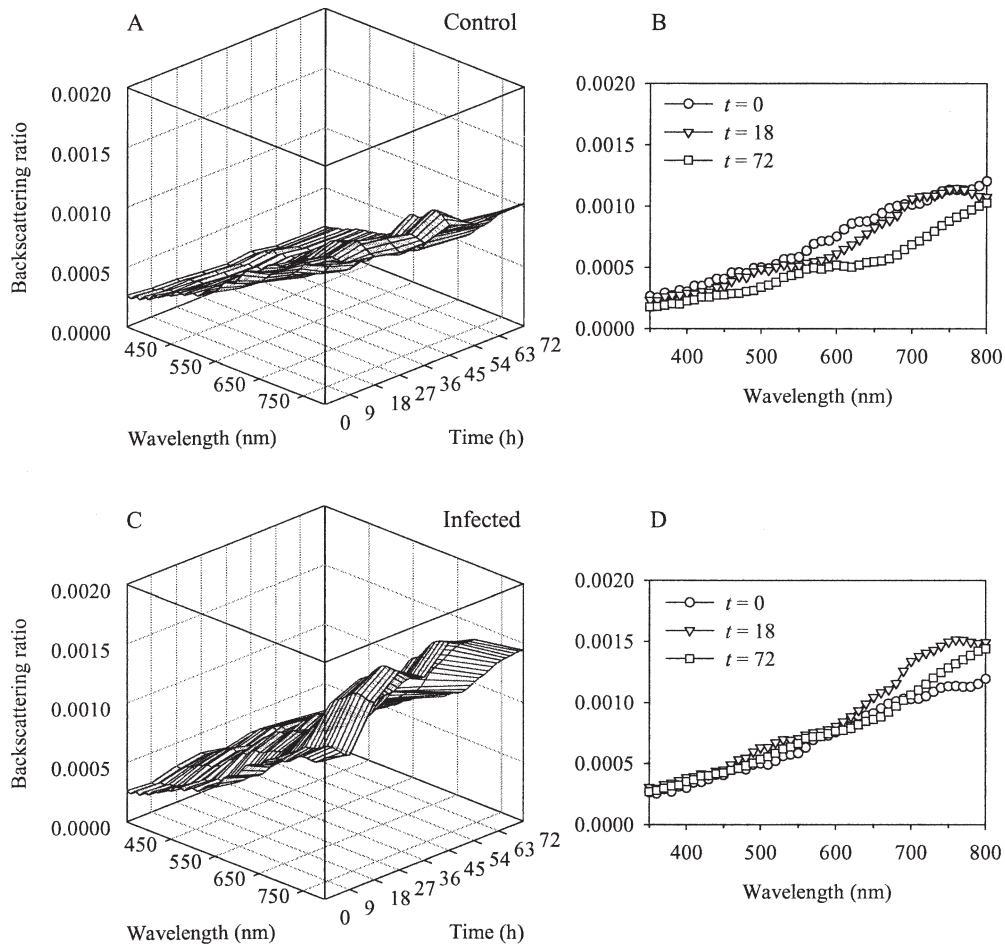 A
Control
Backscattering ratio
0.0020
0.0015
0.0010
0.0005
0.0000
450
550
650
750
Wavelength (nm)
0
9
18
27
36
45
54
63
72
Time (h)
B
0.0020
0.0015
0.0010
0.0005
0.0000
t = 0
t = 18
t = 72
400
500
600
700
800
Wavelength (nm)
C
Infected
Backscattering ratio
0.0020
0.0015
0.0010
0.0005
0.0000
450
550
650
750
Wavelength (nm)
0
9
18
27
36
45
54
63
72
Time (h)
D
0.0020
0.0015
0.0010
0.0005
0.0000
t = 0
t = 18
t = 72
400
500
600
700
800
Wavelength (nm)